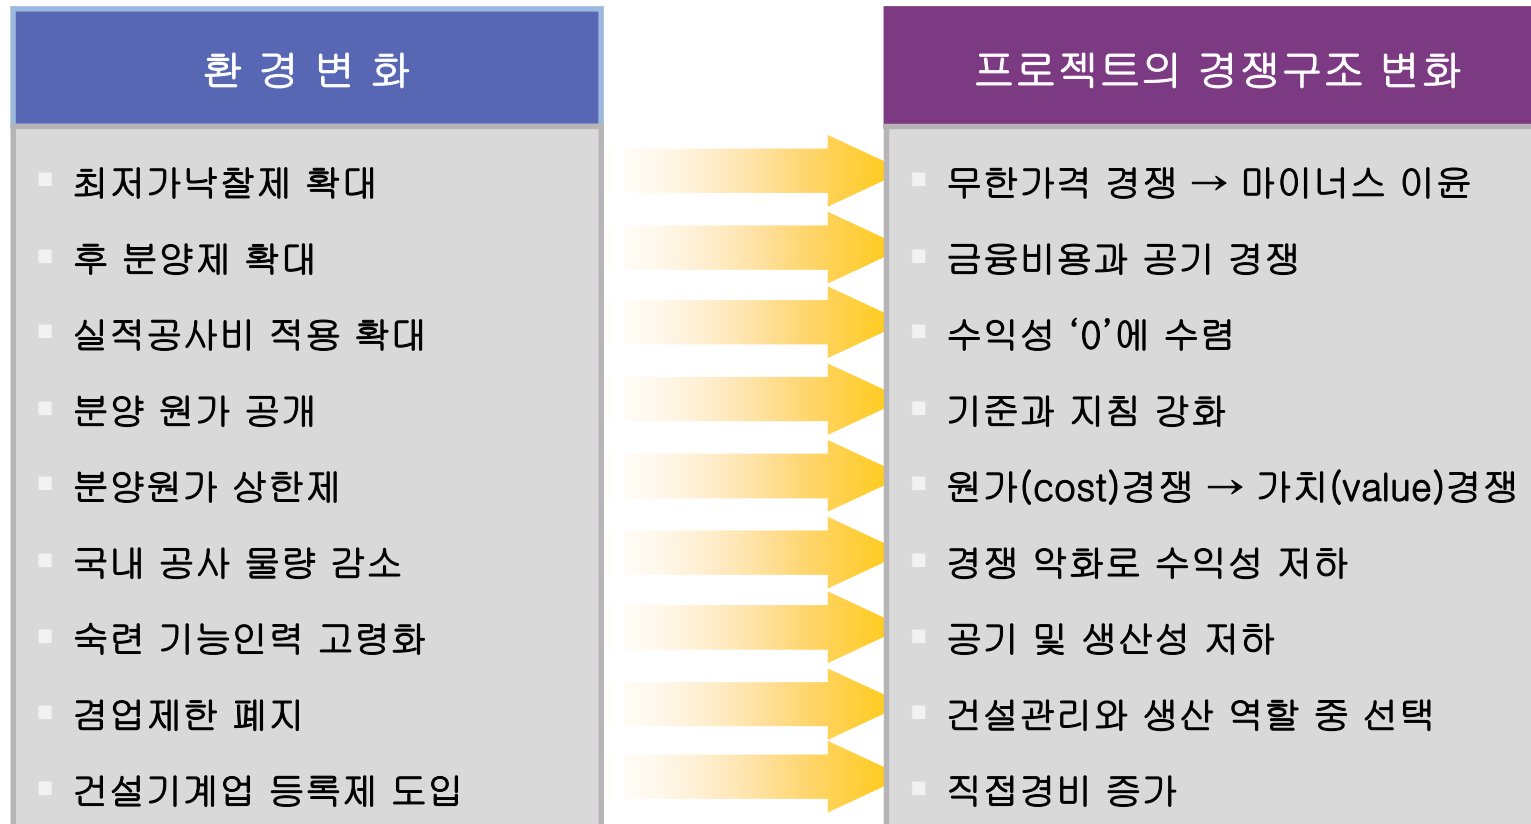 환 경 변 화
최저가낙찰제 확대
후 분양제 확대
실적공사비 적용 확대
분양 원가 공개
분양원가 상한제
국내 공사 물량 감소
숙련 기능인력 고령화
겸업제한 폐지
건설기계업 등록제 도입
프로젝트의 경쟁구조 변화
무한가격 경쟁 → 마이너스 이윤
금융비용과 공기 경쟁
수익성 ‘0’에 수렴
기준과 지침 강화
원가(cost)경쟁 → 가치(value)경쟁
경쟁 악화로 수익성 저하
공기 및 생산성 저하
건설관리와 생산 역할 중 선택
직접경비 증가